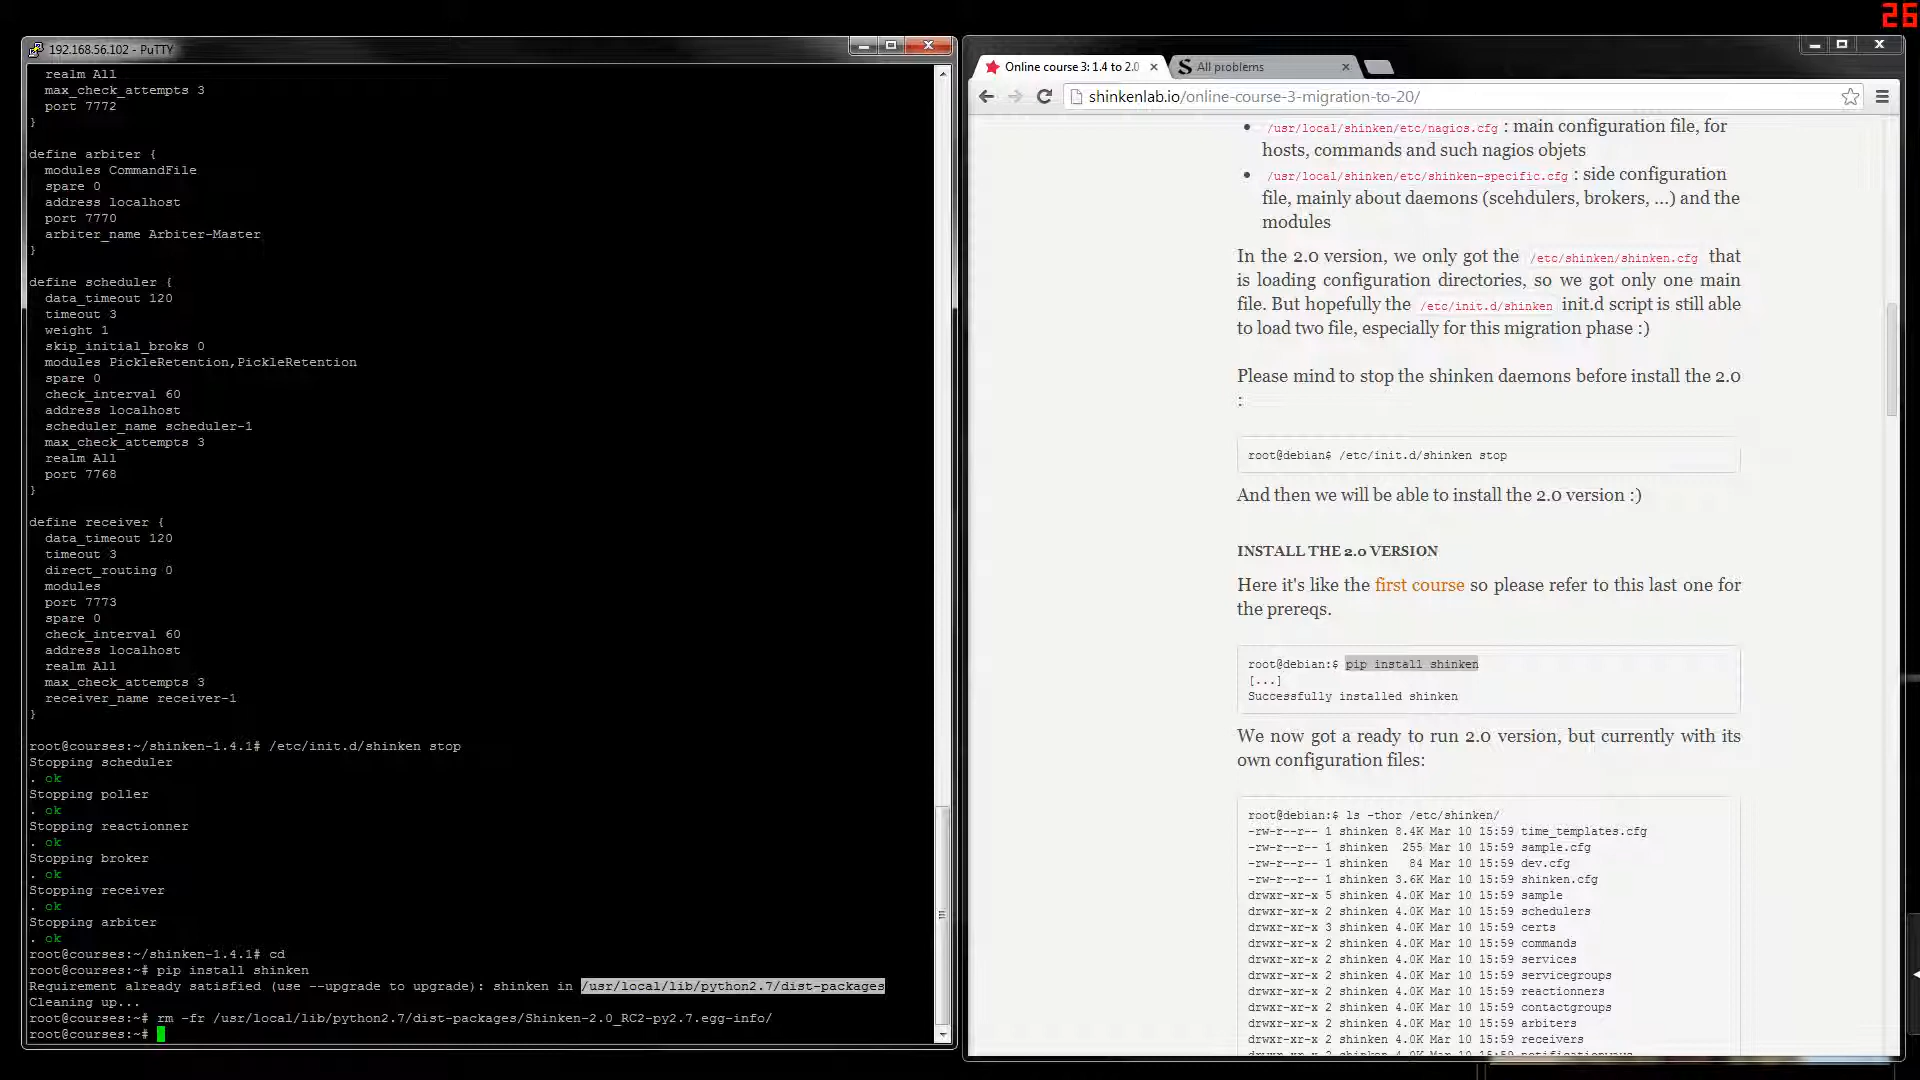 26
192.168.56.102 - PuTTY
realm All
max_check_attempts 3
port 7772
}
define arbiter {
modules CommandFile
spare 0
address localhost
port 7770
arbiter_name Arbiter-Master
}
define scheduler {
data_timeout 120
timeout 3
weight 1
skip_initial_broks 0
modules PickleRetention,PickleRetention
spare 0
check_interval 60
address localhost
scheduler_name scheduler-1
max_check_attempts 3
realm All
port 7768
}
define receiver {
data_timeout 120
timeout 3
direct_routing 0
modules
port 7773
spare 0
check_interval 60
address localhost
realm All
max_check_attempts 3
receiver_name receiver-1
}
root@courses:~/shinken-1.4.1# /etc/init.d/shinken stop
Stopping scheduler
. ok
Stopping poller
. ok
Stopping reactionner
. ok
Stopping broker
. ok
Stopping receiver
. ok
Stopping arbiter
. ok
root@courses:~/shinken-1.4.1# cd
root@courses:~# pip install shinken
Requirement already satisfied (use --upgrade to upgrade): shinken in /usr/local/lib/python2.7/dist-packages
Cleaning up...
root@courses:~# rm -fr /usr/local/lib/python2.7/dist-packages/Shinken-2.0_RC2-py2.7.egg-info/
root@courses:~#
Online course 3: 1.4 to 2.0
All problems
shinkenlab.io/online-course-3-migration-to-20/
/usr/local/shinken/etc/nagios.cfg : main configuration file, for
hosts, commands and such nagios objets
/usr/local/shinken/etc/shinken-specific.cfg : side configuration
file, mainly about daemons (scehdulers, brokers, ...) and the
modules
In the 2.0 version, we only got the /etc/shinken/shinken.cfg that
is loading configuration directories, so we got only one main
file. But hopefully the /etc/init.d/shinken init.d script is still able
to load two file, especially for this migration phase :)
Please mind to stop the shinken daemons before install the 2.0
:
root@debian$ /etc/init.d/shinken stop
And then we will be able to install the 2.0 version :)
INSTALL THE 2.0 VERSION
Here it's like the first course so please refer to this last one for
the prereqs.
root@debian:$ pip install shinken
[...]
Successfully installed shinken
We now got a ready to run 2.0 version, but currently with its
own configuration files:
root@debian:$ ls -thor /etc/shinken/
-rw-r--r-- 1 shinken 8.4K Mar 10 15:59 time_templates.cfg
-rw-r--r-- 1 shinken 255 Mar 10 15:59 sample.cfg
-rw-r--r-- 1 shinken 84 Mar 10 15:59 dev.cfg
-rw-r--r-- 1 shinken 3.6K Mar 10 15:59 shinken.cfg
drwxr-xr-x 5 shinken 4.0K Mar 10 15:59 sample
drwxr-xr-x 2 shinken 4.0K Mar 10 15:59 schedulers
drwxr-xr-x 3 shinken 4.0K Mar 10 15:59 certs
drwxr-xr-x 2 shinken 4.0K Mar 10 15:59 commands
drwxr-xr-x 2 shinken 4.0K Mar 10 15:59 services
drwxr-xr-x 2 shinken 4.0K Mar 10 15:59 servicegroups
drwxr-xr-x 2 shinken 4.0K Mar 10 15:59 reactionners
drwxr-xr-x 2 shinken 4.0K Mar 10 15:59 contactgroups
drwxr-xr-x 2 shinken 4.0K Mar 10 15:59 arbiters
drwxr-xr-x 2 shinken 4.0K Mar 10 15:59 receivers
drwxr-xr-x 2 shinken 4.0K Mar 10 15:59